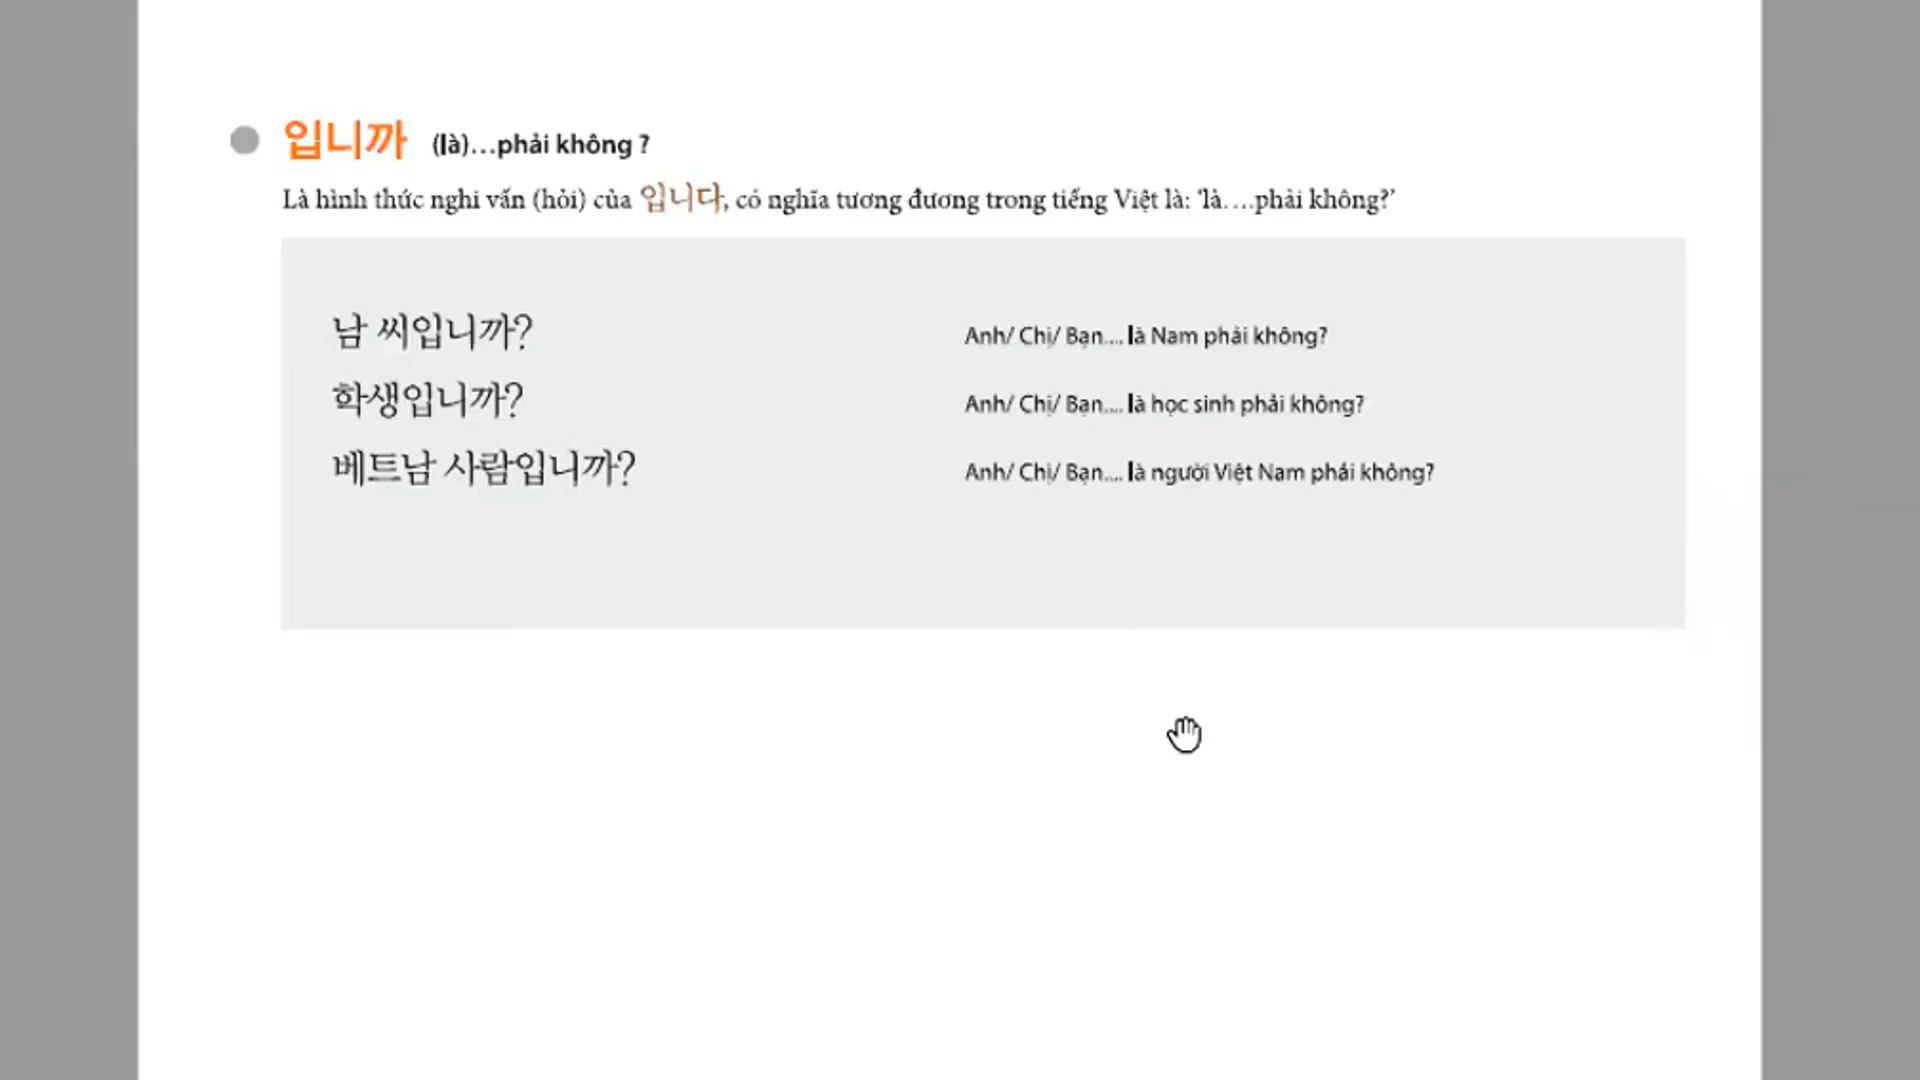 입니까 (là)...phải không ?
Là hình thức nghi vấn (hỏi) của 입니다, có nghĩa tương đương trong tiếng Việt là: 'là....phải không?'
남 씨입니까? Anh/ Chị/ Bạn.... là Nam phải không?
학생입니까? Anh/ Chị/ Bạn.... là học sinh phải không?
베트남 사람입니까? Anh/ Chị/ Bạn.... là người Việt Nam phải không?